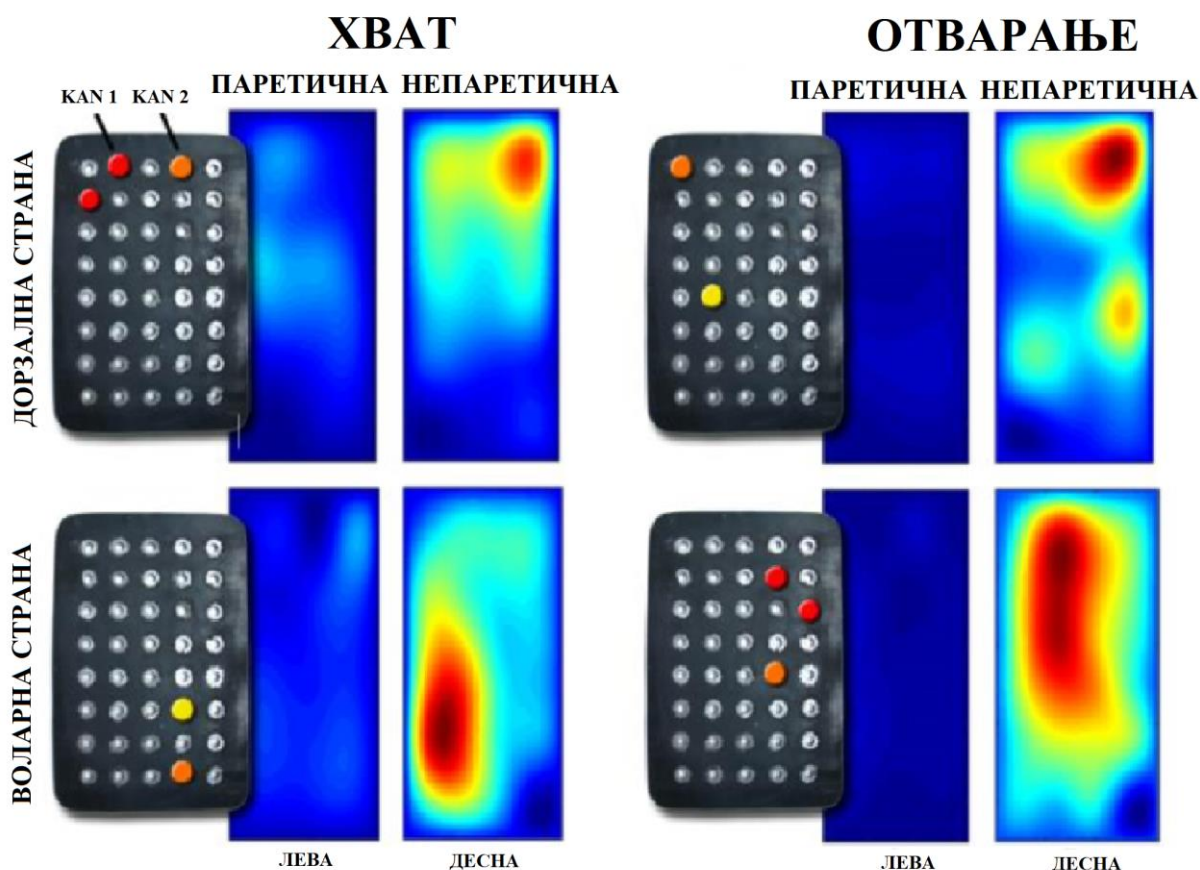 ХВАТ
ОТВАРАЊЕ
ПАРЕТИЧНА НЕПАРЕТИЧНА
ПАРЕТИЧНА НЕПАРЕТИЧНА
KAN 1 KAN 2
ДОРЗАЛНА СТРАНА
ВОЛАРНА СТРАНА
ЛЕВА ДЕСНА
ЛЕВА ДЕСНА